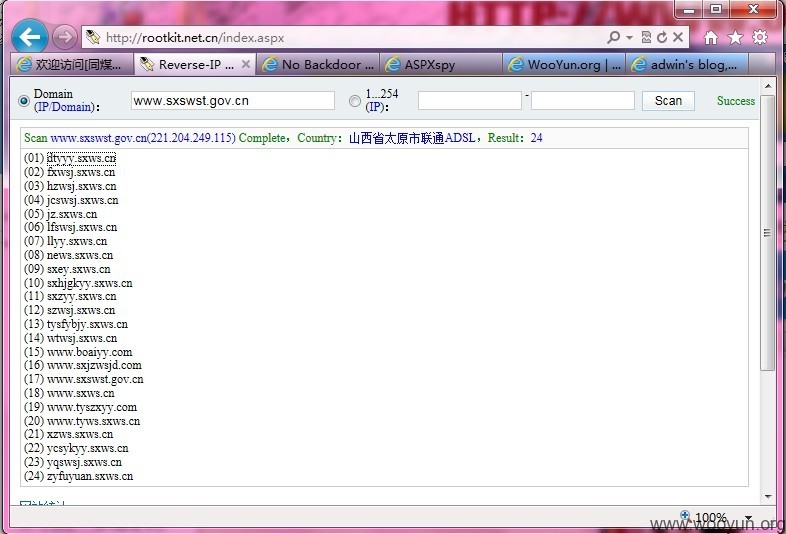 HTTP://W
http://rootkit.net.cn/index.aspx
欢迎访问[同煤... Reverse-IP ... No Backdoor ... ASPXspy WooYun.org | ... adwin's blog,...
Domain (IP/Domain): www.sxswst.gov.cn 1...254 (IP): - Scan Success
Scan www.sxswst.gov.cn(221.204.249.115) Complete, Country: 山西省太原市联通ADSL, Result: 24
(01) dtyyy.sxws.cn
(02) fxwsj.sxws.cn
(03) hzwsj.sxws.cn
(04) jcswsj.sxws.cn
(05) jz.sxws.cn
(06) lfswsj.sxws.cn
(07) llyy.sxws.cn
(08) news.sxws.cn
(09) sxey.sxws.cn
(10) sxhjgkyy.sxws.cn
(11) sxzyy.sxws.cn
(12) szwsj.sxws.cn
(13) tysfybjy.sxws.cn
(14) wtwsj.sxws.cn
(15) www.boaiyy.com
(16) www.sxjzwsjd.com
(17) www.sxswst.gov.cn
(18) www.sxws.cn
(19) www.tyszxyy.com
(20) www.tyws.sxws.cn
(21) xzws.sxws.cn
(22) ycsykyy.sxws.cn
(23) yqswsj.sxws.cn
(24) zyfuyuan.sxws.cn
100%
www.wooyun.org